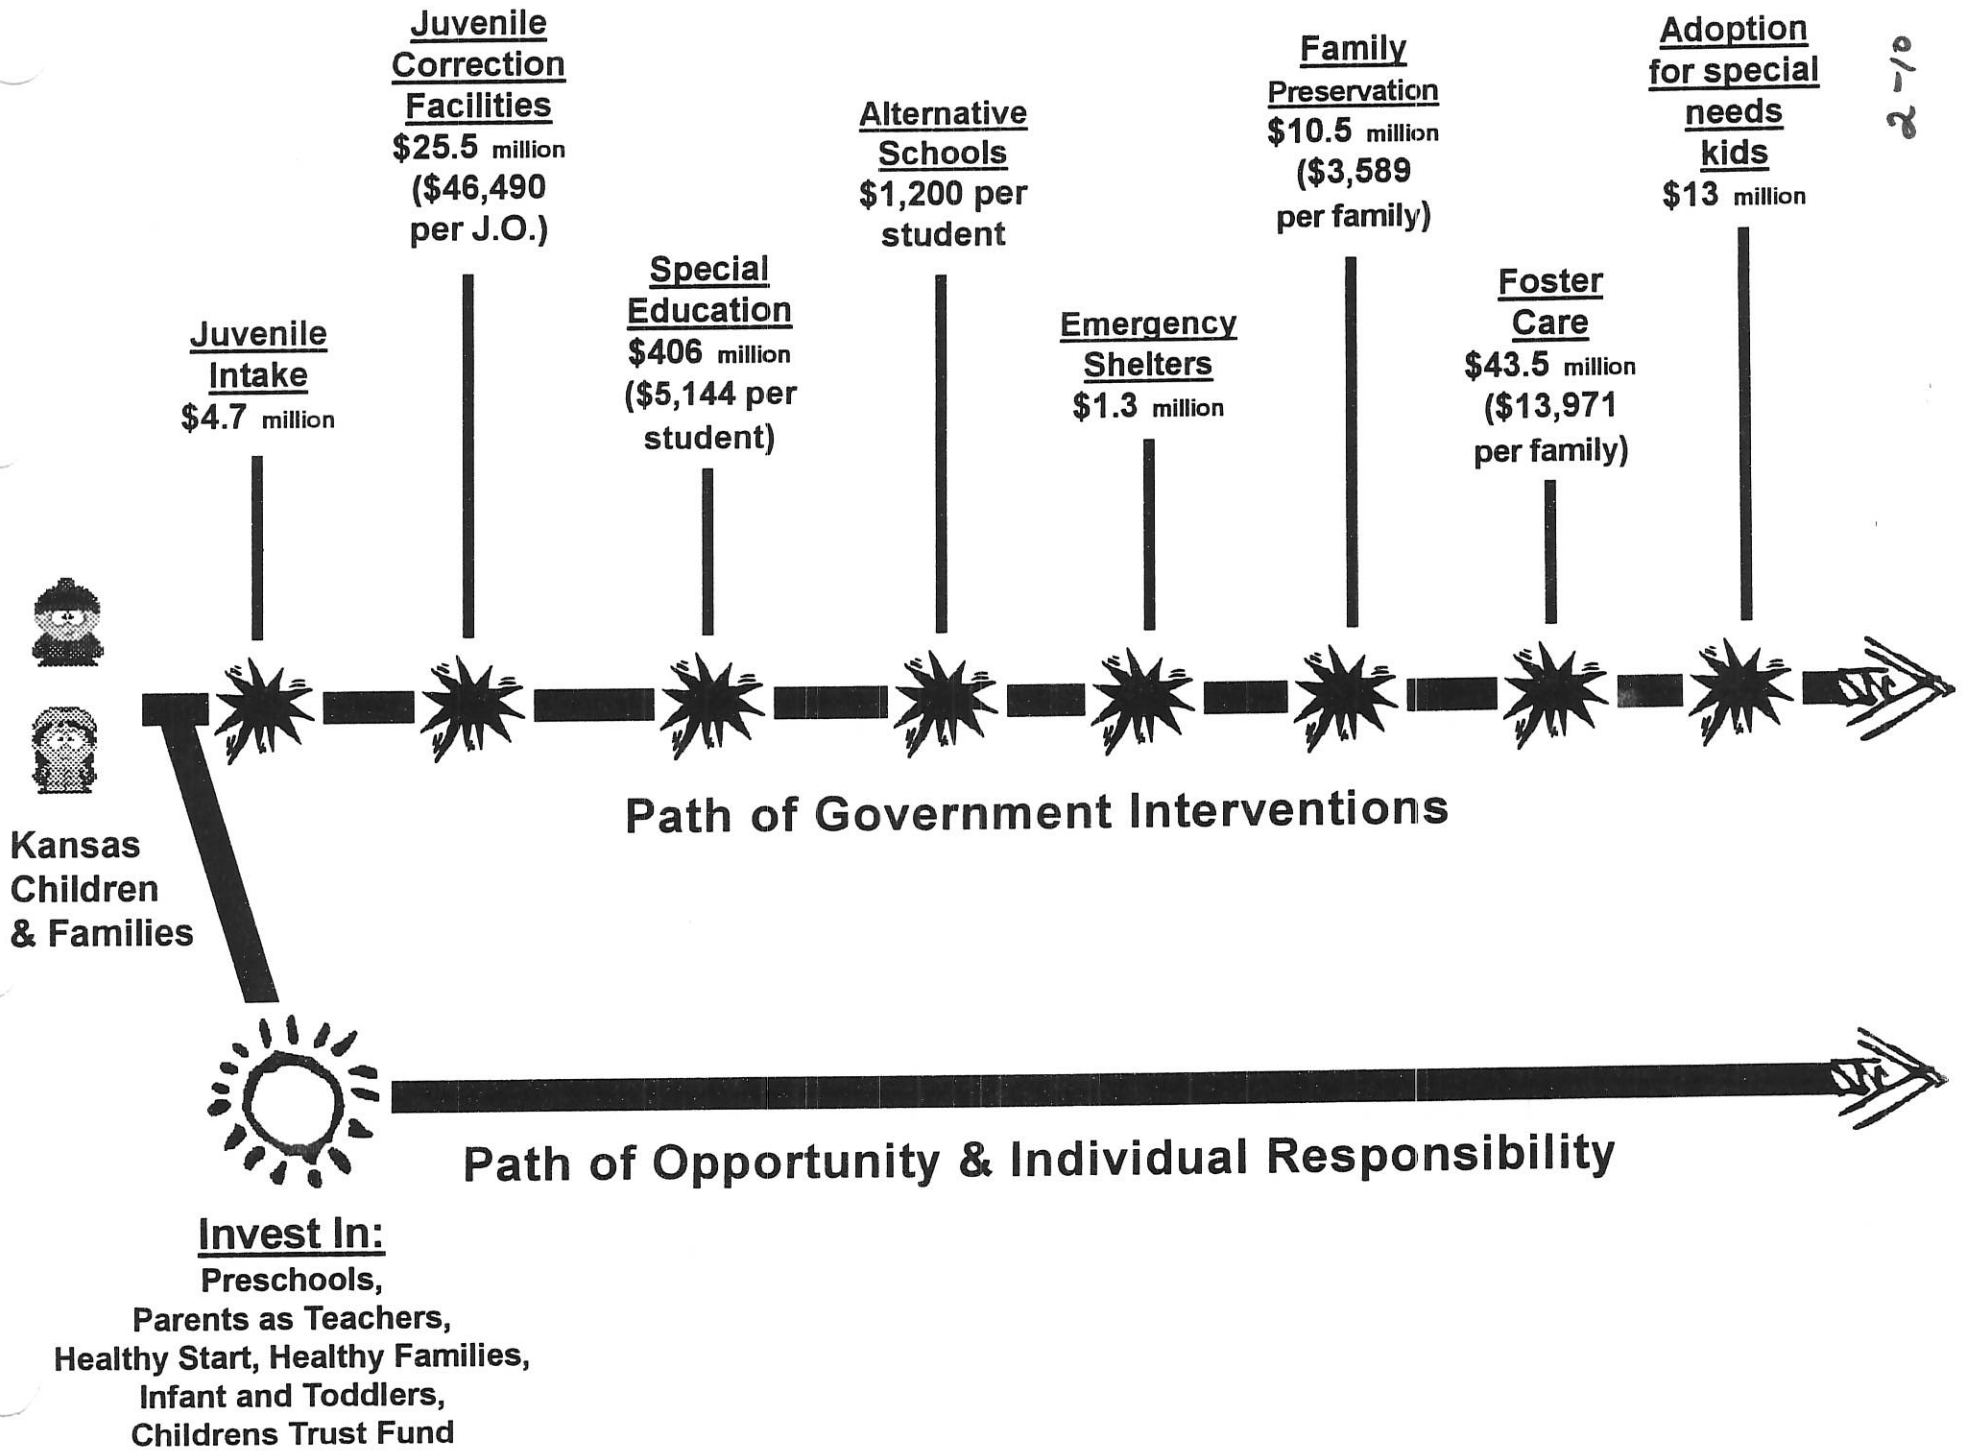 Juvenile
Correction
Facilities
$25.5 million
($46,490
per J.O.)
Alternative
Schools
$1,200 per
student
Family
Preservation
$10.5 million
($3,589
per family)
Adoption
for special
needs
kids
$13 million
2-10
Juvenile
Intake
$4.7 million
Special
Education
$406 million
($5,144 per
student)
Emergency
Shelters
$1.3 million
Foster
Care
$43.5 million
($13,971
per family)
Path of Government Interventions
Kansas
Children
& Families
Path of Opportunity & Individual Responsibility
Invest In:
Preschools,
Parents as Teachers,
Healthy Start, Healthy Families,
Infant and Toddlers,
Childrens Trust Fund